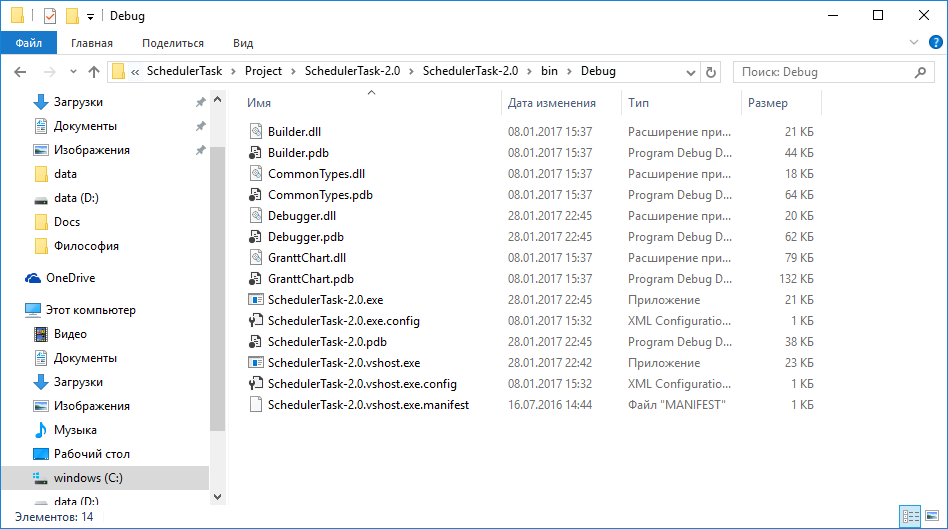 Debug
Файл Главная Поделиться Вид
« SchedulerTask › Project › SchedulerTask-2.0 › SchedulerTask-2.0 › bin › Debug Поиск: Debug
Имя Дата изменения Тип Размер
Загрузки
Документы
Изображения
data
data (D:)
Docs
Философия
OneDrive
Этот компьютер
Видео
Документы
Загрузки
Изображения
Музыка
Рабочий стол
windows (C:)
data (D:)
Builder.dll 08.01.2017 15:37 Расширение при... 21 КБ
Builder.pdb 08.01.2017 15:37 Program Debug D... 44 КБ
CommonTypes.dll 08.01.2017 15:37 Расширение при... 18 КБ
CommonTypes.pdb 08.01.2017 15:37 Program Debug D... 64 КБ
Debugger.dll 28.01.2017 22:45 Расширение при... 20 КБ
Debugger.pdb 28.01.2017 22:45 Program Debug D... 62 КБ
GranttChart.dll 08.01.2017 15:37 Расширение при... 79 КБ
GranttChart.pdb 08.01.2017 15:37 Program Debug D... 132 КБ
SchedulerTask-2.0.exe 28.01.2017 22:45 Приложение 21 КБ
SchedulerTask-2.0.exe.config 08.01.2017 15:32 XML Configuratio... 1 КБ
SchedulerTask-2.0.pdb 28.01.2017 22:45 Program Debug D... 38 КБ
SchedulerTask-2.0.vshost.exe 28.01.2017 22:42 Приложение 23 КБ
SchedulerTask-2.0.vshost.exe.config 08.01.2017 15:32 XML Configuratio... 1 КБ
SchedulerTask-2.0.vshost.exe.manifest 16.07.2016 14:44 Файл "MANIFEST" 1 КБ
Элементов: 14